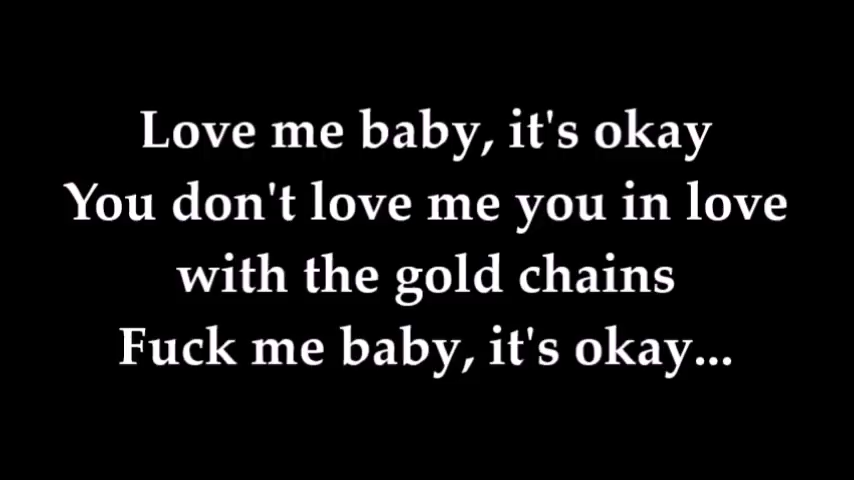 Love me baby, it's okay
You don't love me you in love
with the gold chains
Fuck me baby, it's okay...